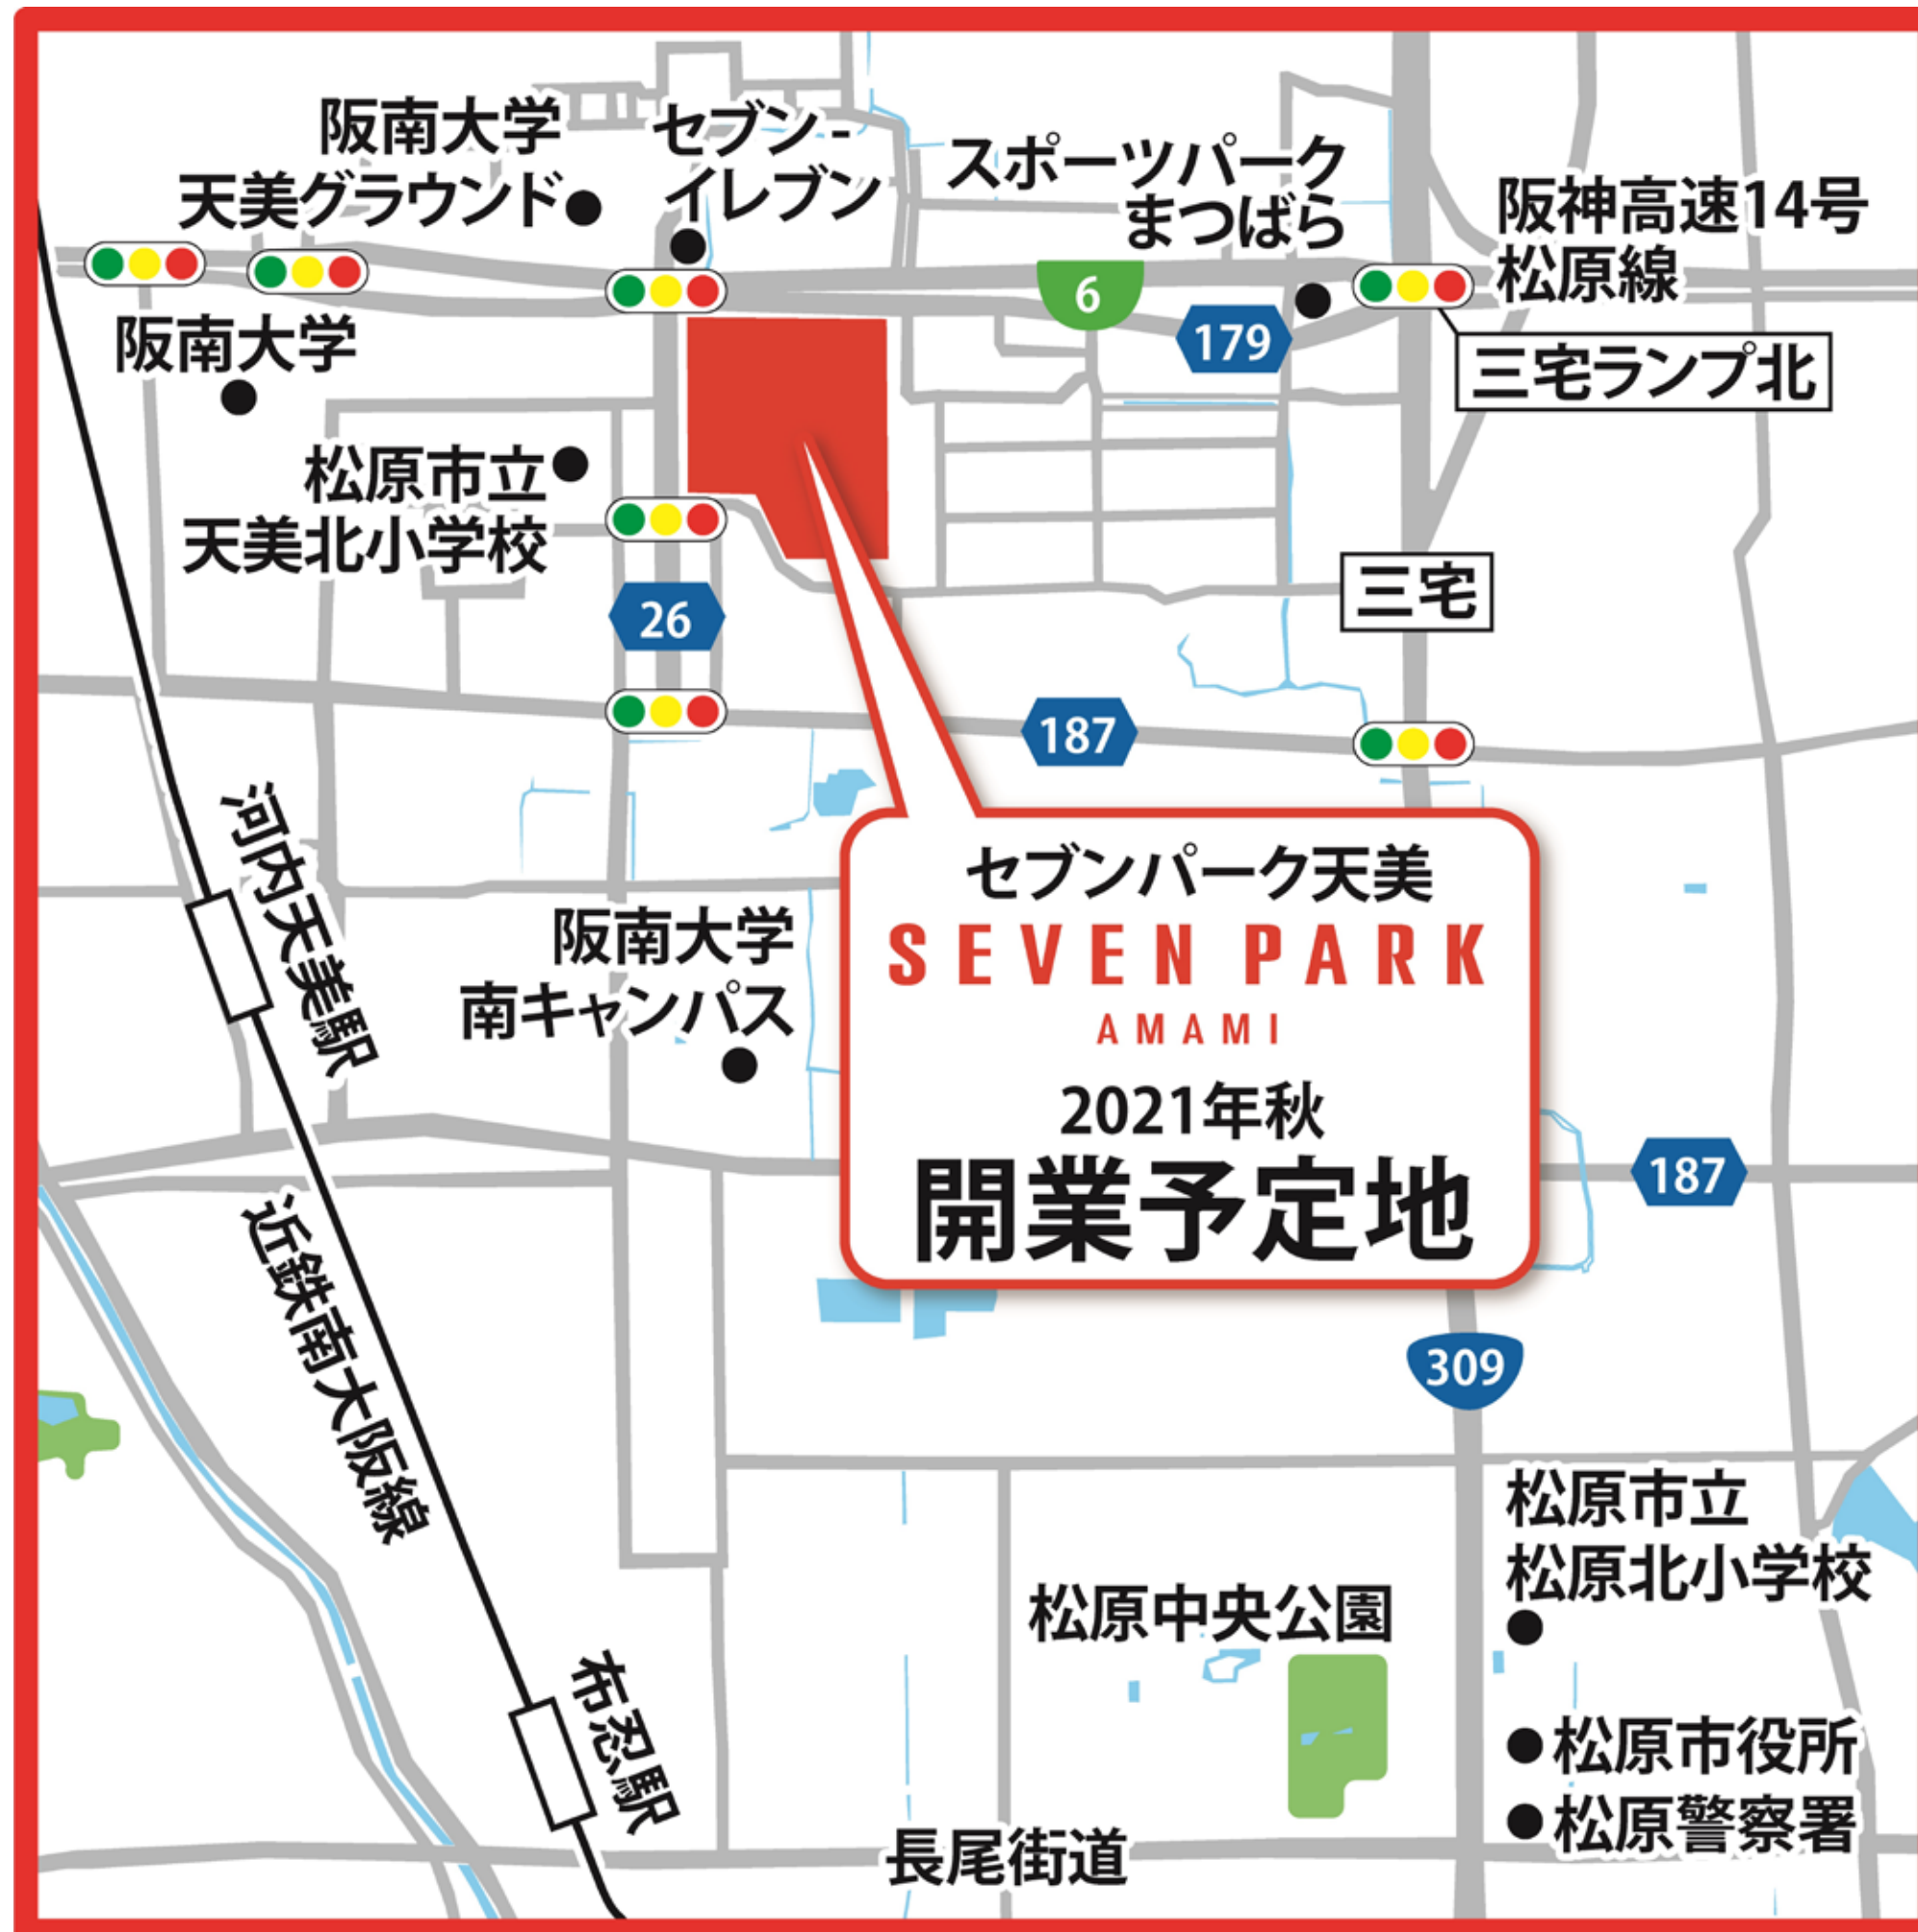 阪南大学
天美グラウンド
セブン-
イレブン
スポーツパーク
まつばら
阪神高速14号
松原線
6
179
三宅ランプ北
阪南大学
松原市立
天美北小学校
26
三宅
187
河内天美駅
セブンパーク天美
SEVEN PARK
AMAMI
2021年秋
開業予定地
阪南大学
南キャンパス
187
近鉄南大阪線
309
松原市立
松原北小学校
松原中央公園
布忍駅
松原市役所
松原警察署
長尾街道